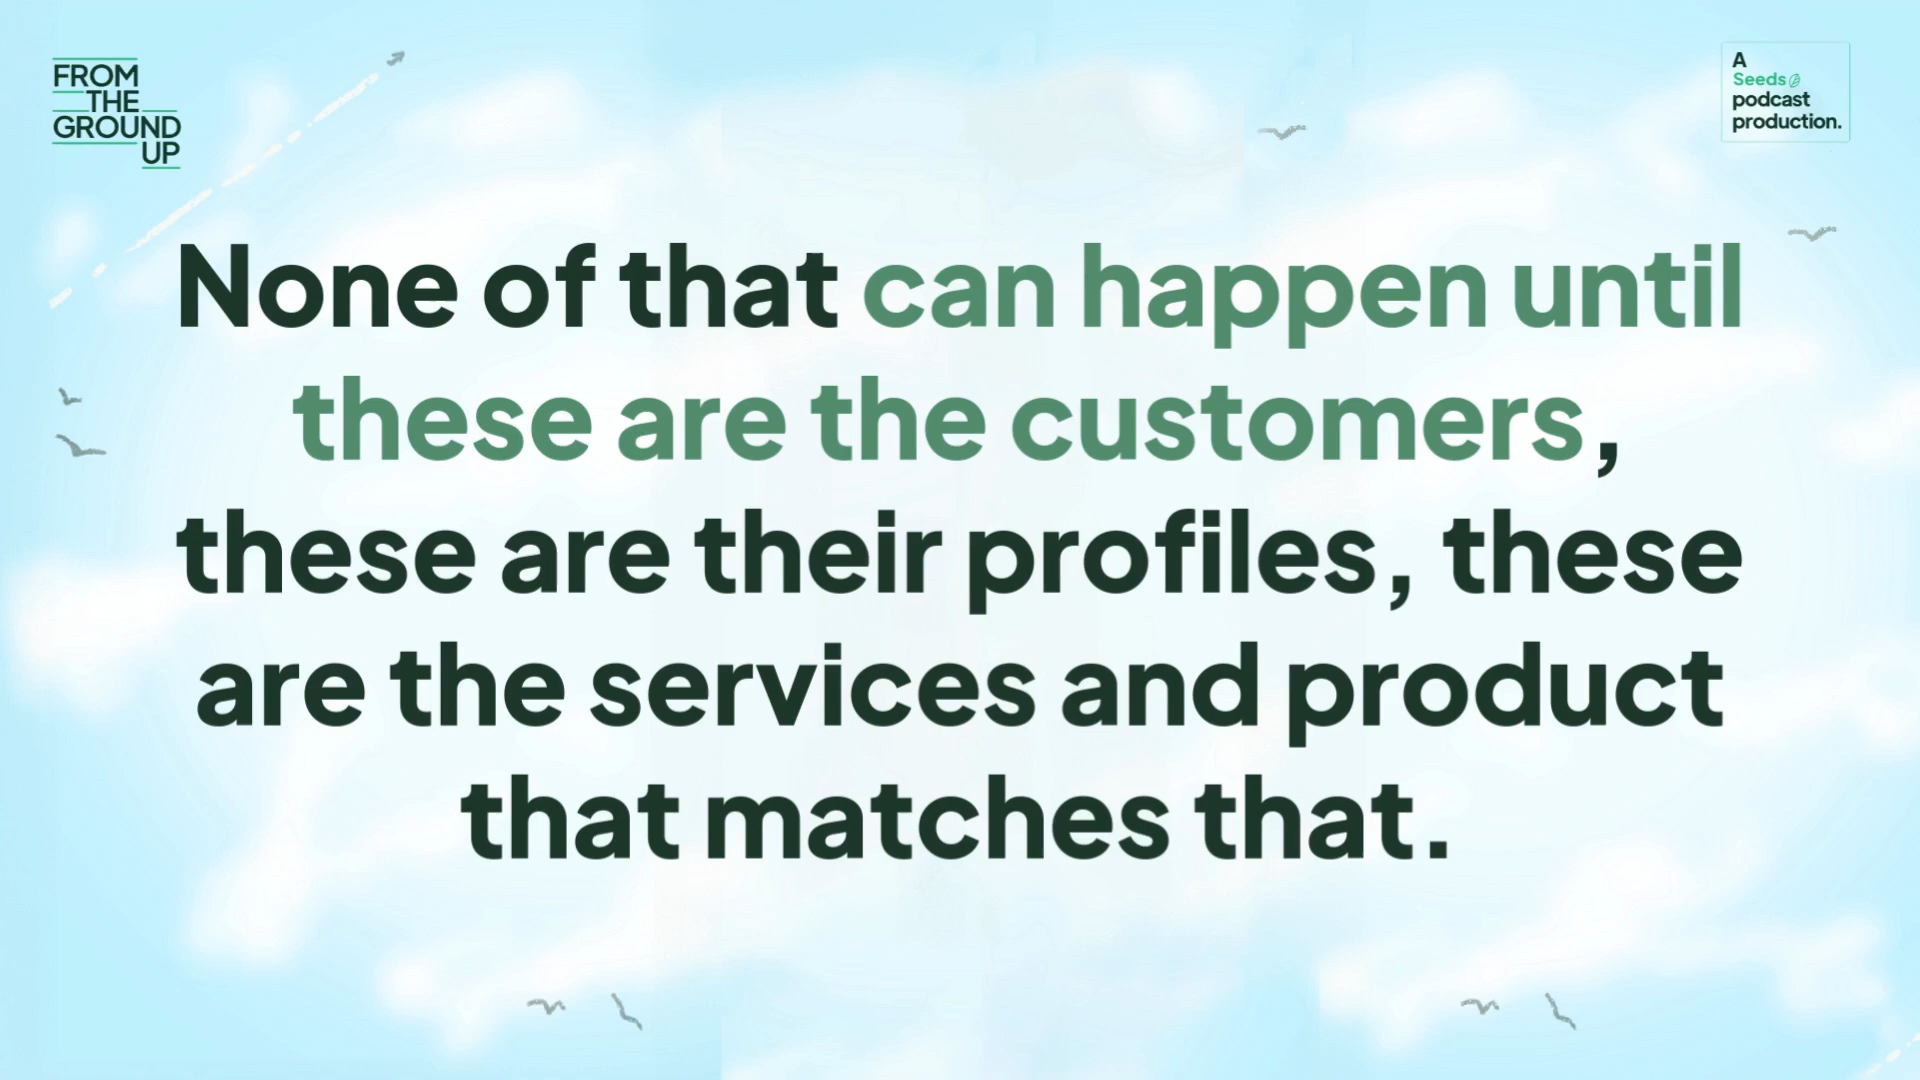 FROM
THE
GROUND
UP
A
Seeds
podcast
production.
None of that can happen until
these are the customers,
these are their profiles, these
are the services and product
that matches that.